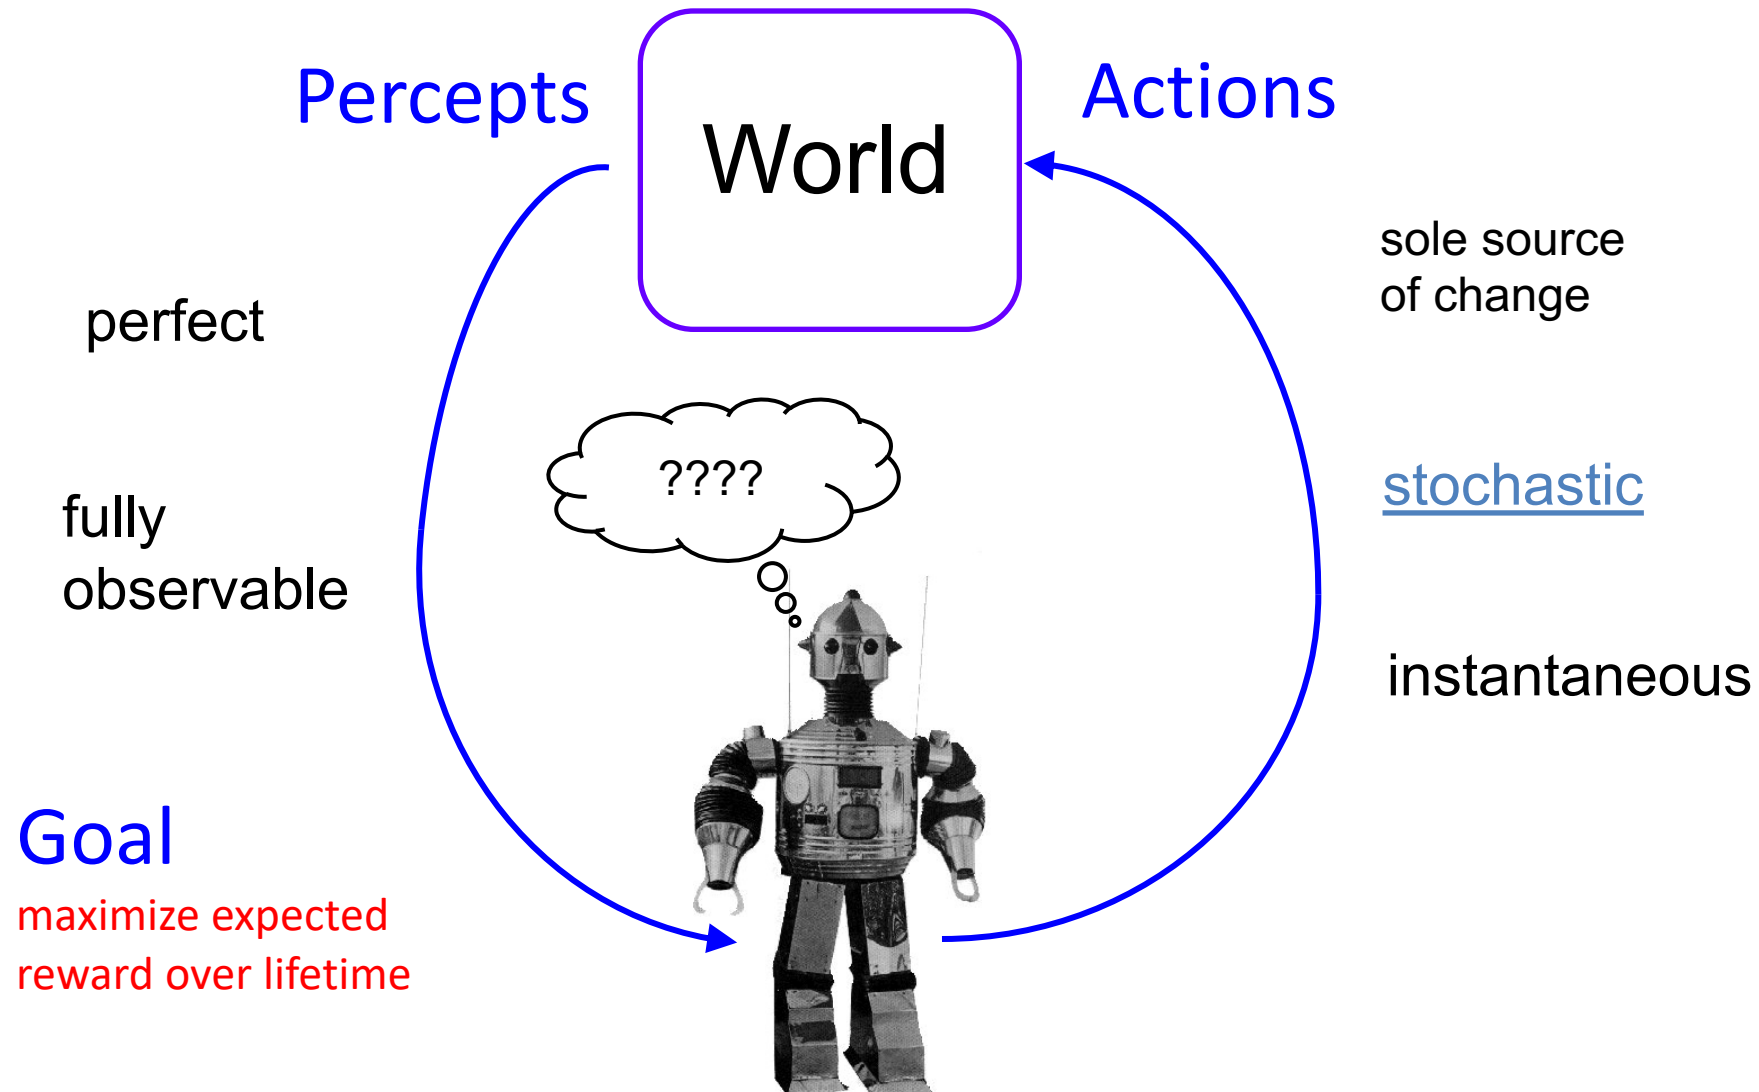 Percepts
World
Actions
sole source
of change
perfect
????
stochastic
fully
observable
instantaneous
Goal
maximize expected
reward over lifetime